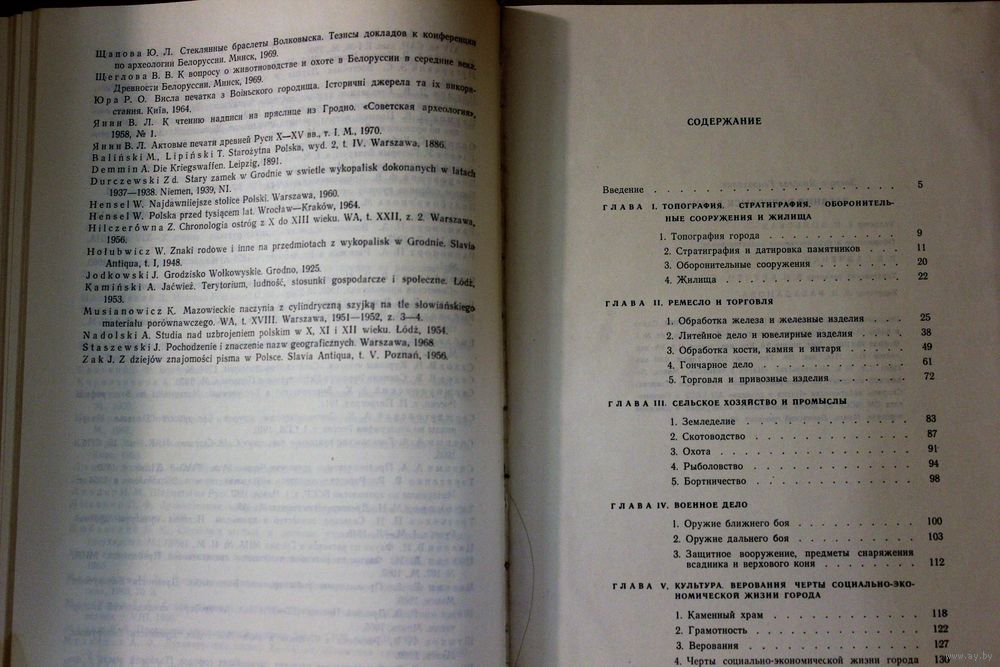 Щапова Ю. Л. Стеклянные браслеты Волковыска. Тезисы докладов к конференции
по археологии Белоруссии. Минск, 1969.
Щеглова В. В. К вопросу о животноводстве и охоте в Белоруссии в средние века.
Древности Белоруссии. Минск, 1969.
Юра Р. О. Висла печатка з Воїньского городища. Історичні джерела та їх викори-
стания. Київ, 1964.
Янин В. Л. К чтению надписи на пряслице из Гродно. «Советская археология»,
1958, № 1.
Янин В. Л. Актовые печати древней Руси X—XV вв., т. I. М., 1970.
Baliński M., Lipiński T. Starożytna Polska, wyd. 2, t. IV. Warszawa, 1886.
Demmin A. Die Kriegswaffen. Leipzig, 1891.
Durczewski Zd. Stary zamek w Grodnie w swietle wykopalisk dokonanych w latach
1937—1938. Niemen, 1939, NI.
Hensel W. Najdawniejsze stolice Polski. Warszawa, 1960.
Hensel W. Polska przed tysiącem lat. Wrocław—Kraków, 1964.
Hilczerówna Z. Chronologia ostróg z X do XIII wieku. WA, t. XXII, z. 2. Warszawa,
1956.
Hołubwicz W. Znaki rodowe i inne na przedmiotach z wykopalisk w Grodnie. Slavia
Antiqua, t. I, 1948.
Jodkowski J. Grodzisko Wołkowyskie. Grodno, 1925.
Kamiński A. Jaćwież. Terytorium, ludność, stosunki gospodarcze i społeczne. Łódź,
1953.
Musianowicz K. Mazowieckie naczynia z cylindryczną szyjką na tle słowiańskiego
materiału porównawczego. WA, t. XVIII. Warszawa, 1951—1952, z. 3—4.
Nadolski A. Studia nad uzbrojeniem polskim w X, XI i XII wieku. Łódź, 1954.
Staszewski J. Pochodzenie i znaczenie nazw geograficznych. Warszawa, 1968.
Żak J. Z dziejów znajomości pisma w Polsce. Slavia Antiqua, t. V. Poznań, 1956.
СОДЕРЖАНИЕ
Введение . . . 5
ГЛАВА I. ТОПОГРАФИЯ. СТРАТИГРАФИЯ. ОБОРОНИТЕЛЬ-
НЫЕ СООРУЖЕНИЯ И ЖИЛИЩА
1. Топография города . . . 9
2. Стратиграфия и датировка памятников . . . 11
3. Оборонительные сооружения . . . 20
4. Жилища . . . 22
ГЛАВА II. РЕМЕСЛО И ТОРГОВЛЯ
1. Обработка железа и железные изделия . . . 25
2. Литейное дело и ювелирные изделия . . . 38
3. Обработка кости, камня и янтаря . . . 49
4. Гончарное дело . . . 61
5. Торговля и привозные изделия . . . 72
ГЛАВА III. СЕЛЬСКОЕ ХОЗЯЙСТВО И ПРОМЫСЛЫ
1. Земледелие . . . 83
2. Скотоводство . . . 87
3. Охота . . . 91
4. Рыболовство . . . 94
5. Бортничество . . . 98
ГЛАВА IV. ВОЕННОЕ ДЕЛО
1. Оружие ближнего боя . . . 100
2. Оружие дальнего боя . . . 103
3. Защитное вооружение, предметы снаряжения
всадника и верхового коня . . . 112
ГЛАВА V. КУЛЬТУРА. ВЕРОВАНИЯ ЧЕРТЫ СОЦИАЛЬНО-ЭКО-
НОМИЧЕСКОЙ ЖИЗНИ ГОРОДА
1. Каменный храм . . . 118
2. Грамотность . . . 122
3. Верования . . . 127
4. Черты социально-экономической жизни города 130
www.ay.by